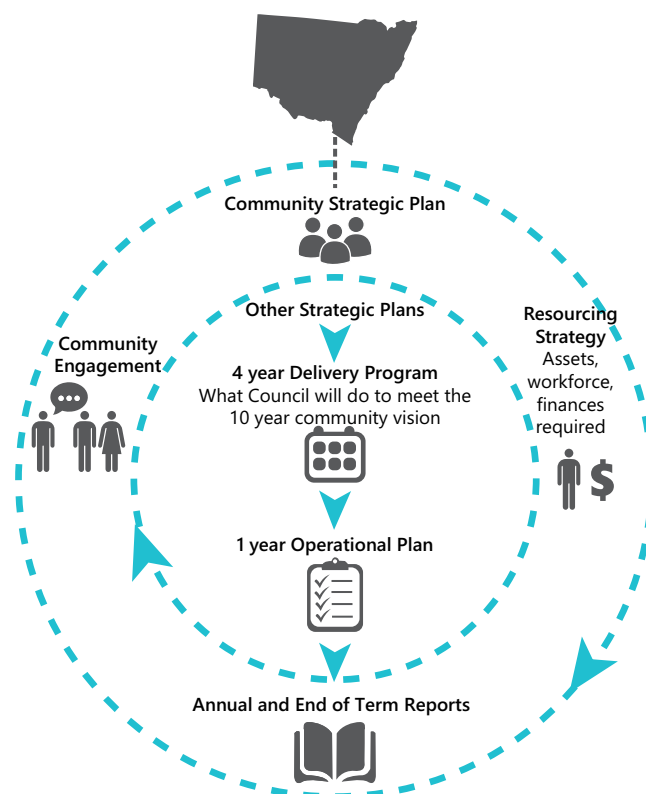 Community Strategic Plan
Other Strategic Plans
Community
Engagement
Resourcing
Strategy
Assets,
workforce,
finances
required
$
4 year Delivery Program
What Council will do to meet the
10 year community vision
1 year Operational Plan
Annual and End of Term Reports